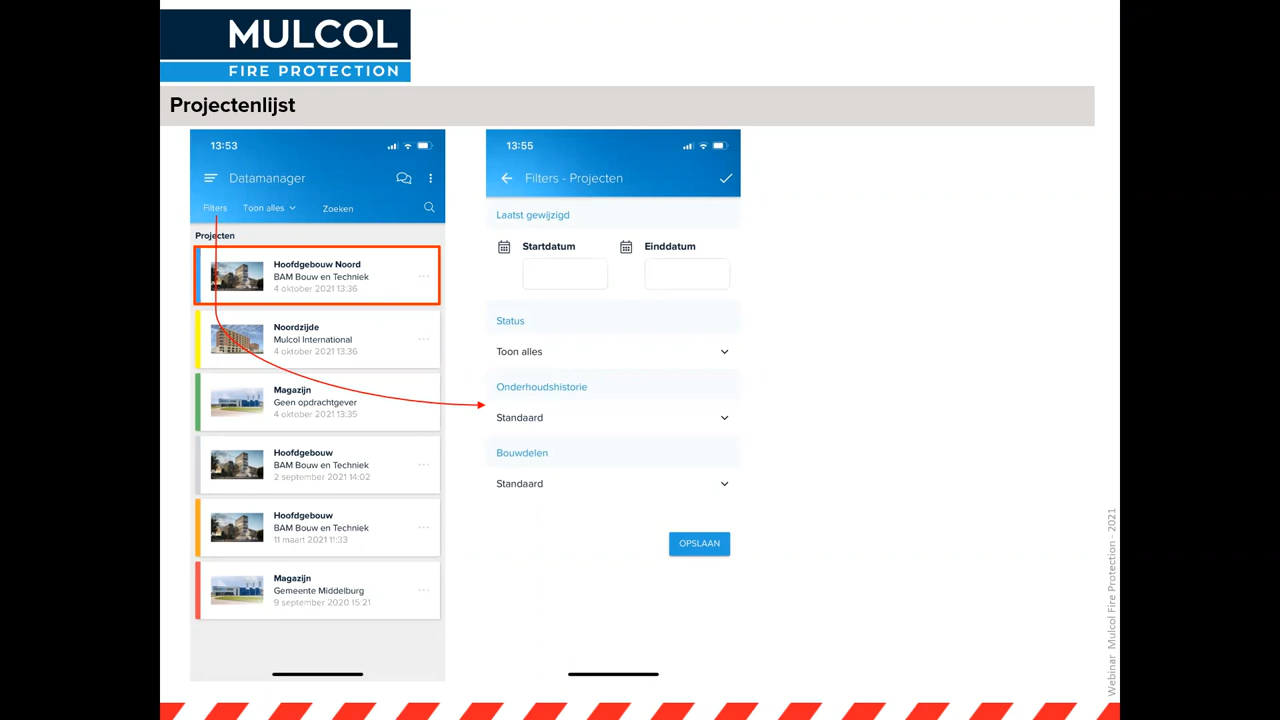 MULCOL
FIRE PROTECTION
Projectenlijst
13:53
Datamanager
Filters Toon alles Zoeken
Projecten
Hoofdgebouw Noord
BAM Bouw en Techniek
4 oktober 2021 13:36
Noordzijde
Mulcol International
4 oktober 2021 13:36
Magazijn
Geen opdrachtgever
4 oktober 2021 13:35
Hoofdgebouw
BAM Bouw en Techniek
2 september 2021 14:02
Hoofdgebouw
BAM Bouw en Techniek
11 maart 2021 11:33
Magazijn
Gemeente Middelburg
9 september 2020 15:21
13:55
Filters - Projecten
Laatst gewijzigd
Startdatum Einddatum
Status
Toon alles
Onderhoudshistorie
Standaard
Bouwdelen
Standaard
OPSLAAN
Webinar Mulcol Fire Protection - 2021